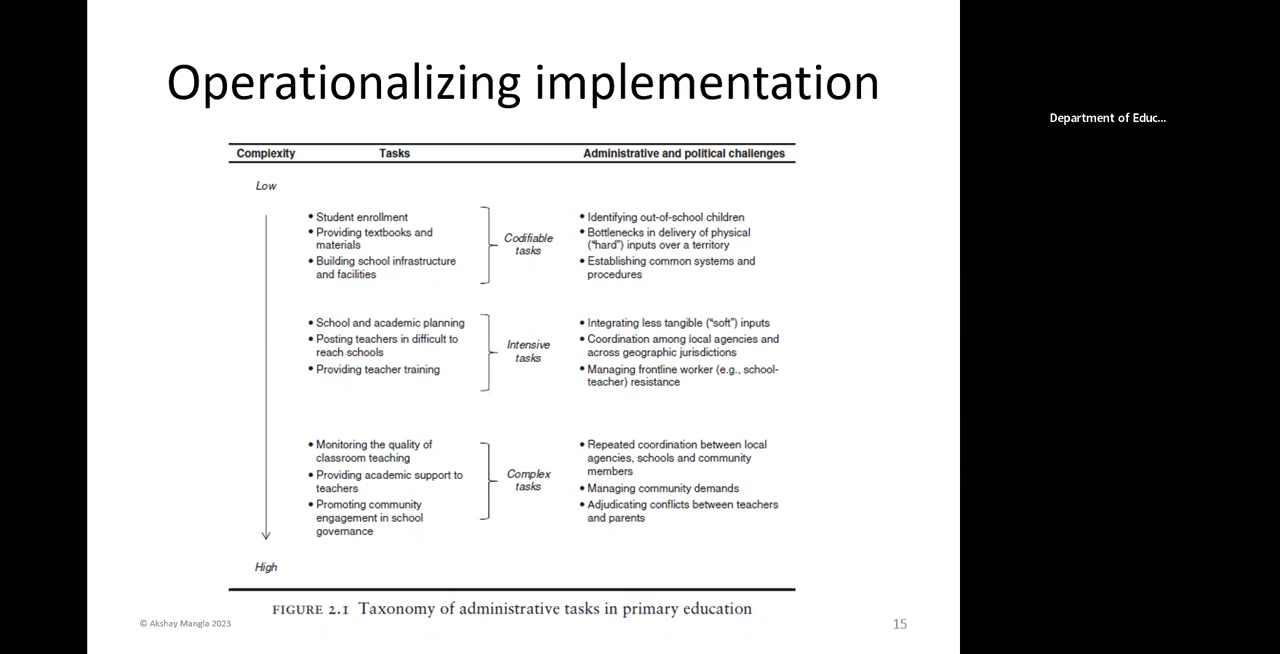 Operationalizing implementation
Department of Educ...
Complexity Tasks Administrative and political challenges
Low
• Student enrollment
• Providing textbooks and
materials
• Building school infrastructure
and facilities
Codifiable
tasks
• Identifying out-of-school children
• Bottlenecks in delivery of physical
("hard") inputs over a territory
• Establishing common systems and
procedures
• School and academic planning
• Posting teachers in difficult to
reach schools
• Providing teacher training
Intensive
tasks
• Integrating less tangible ("soft") inputs
• Coordination among local agencies and
across geographic jurisdictions
• Managing frontline worker (e.g., school-
teacher) resistance
• Monitoring the quality of
classroom teaching
• Providing academic support to
teachers
• Promoting community
engagement in school
governance
Complex
tasks
• Repeated coordination between local
agencies, schools and community
members
• Managing community demands
• Adjudicating conflicts between teachers
and parents
High
FIGURE 2.1 Taxonomy of administrative tasks in primary education
© Akshay Mangla 2023
15